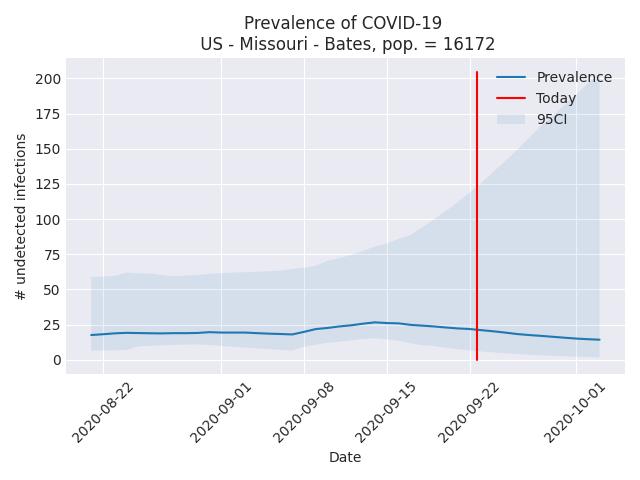 Prevalence of COVID-19
US - Missouri - Bates, pop. = 16172
200
175
150
125
100
75
50
25
0
# undetected infections
Prevalence
Today
95CI
2020-08-22
2020-09-01
2020-09-08
2020-09-15
2020-09-22
2020-10-01
Date